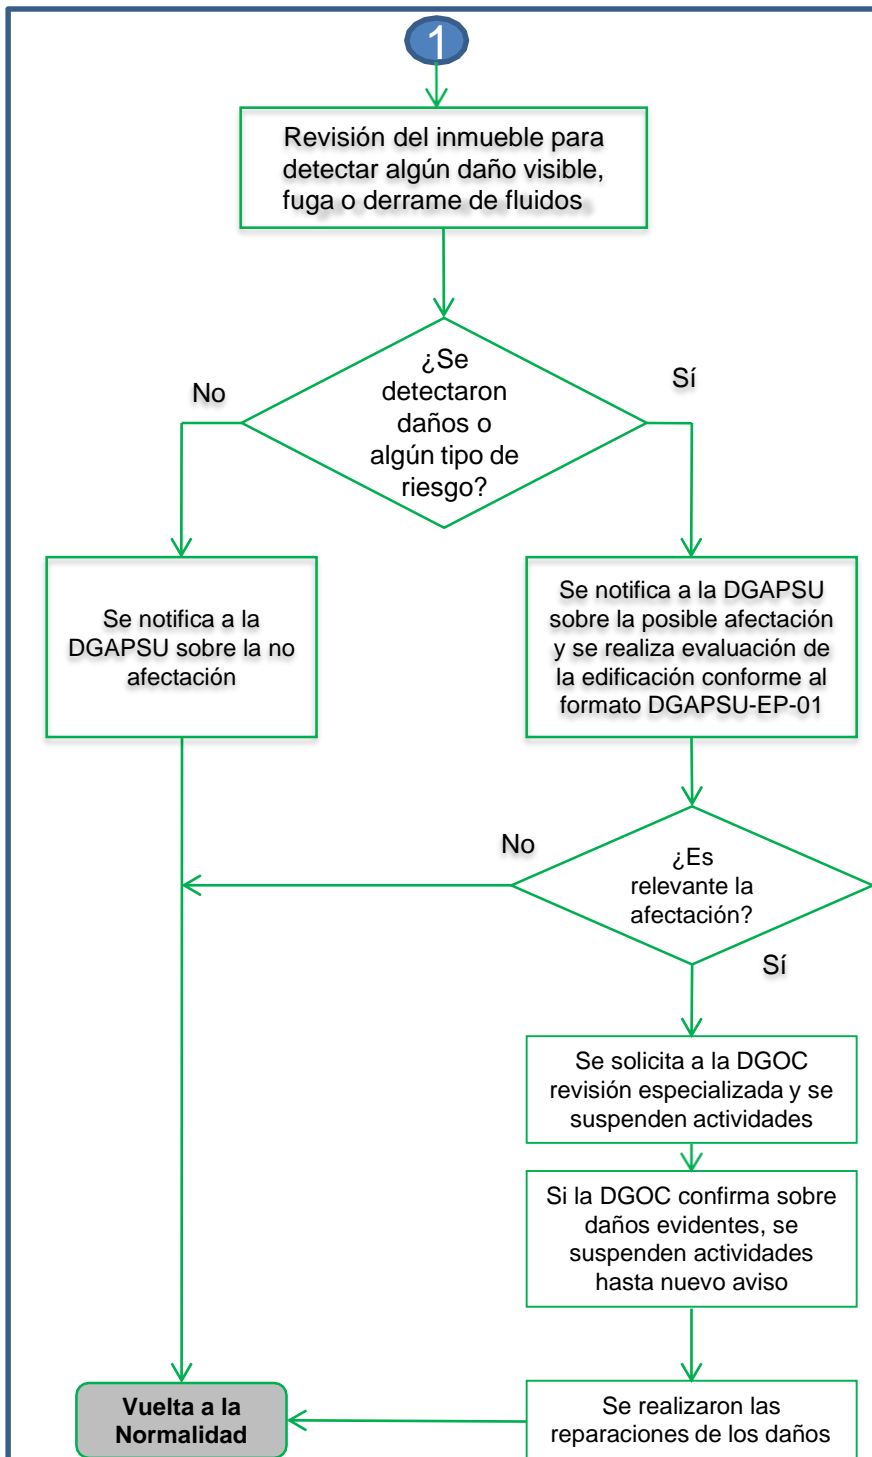 1
Revisión del inmueble para
detectar algún daño visible,
fuga o derrame de fluidos
¿Se
detectaron
daños o
algún tipo de
riesgo?
No
Sí
Se notifica a la
DGAPSU sobre la no
afectación
Se notifica a la DGAPSU
sobre la posible afectación
y se realiza evaluación de
la edificación conforme al
formato DGAPSU-EP-01
No
¿Es
relevante la
afectación?
Sí
Se solicita a la DGOC
revisión especializada y se
suspenden actividades
Si la DGOC confirma sobre
daños evidentes, se
suspenden actividades
hasta nuevo aviso
Vuelta a la
Normalidad
Se realizaron las
reparaciones de los daños